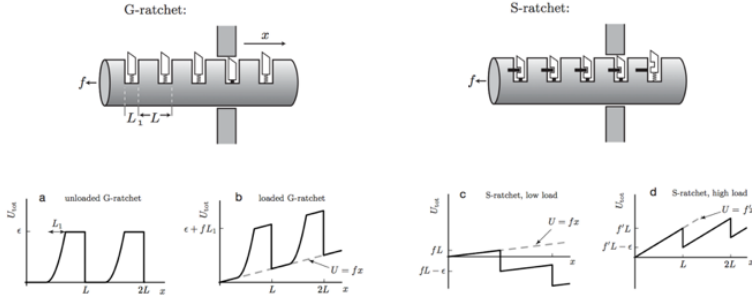 G-ratchet:
S-ratchet:
x
f
f
L₁ L
a unloaded G-ratchet
U_tot
ϵ
L₁
L 2L x
b loaded G-ratchet
U_tot
ϵ + fL₁
U = fx
L 2L x
c S-ratchet, low load
U_tot
U = fx
fL
fL − ϵ
L x
d S-ratchet, high load
U_tot
f'L
f'L − ϵ
L 2L x